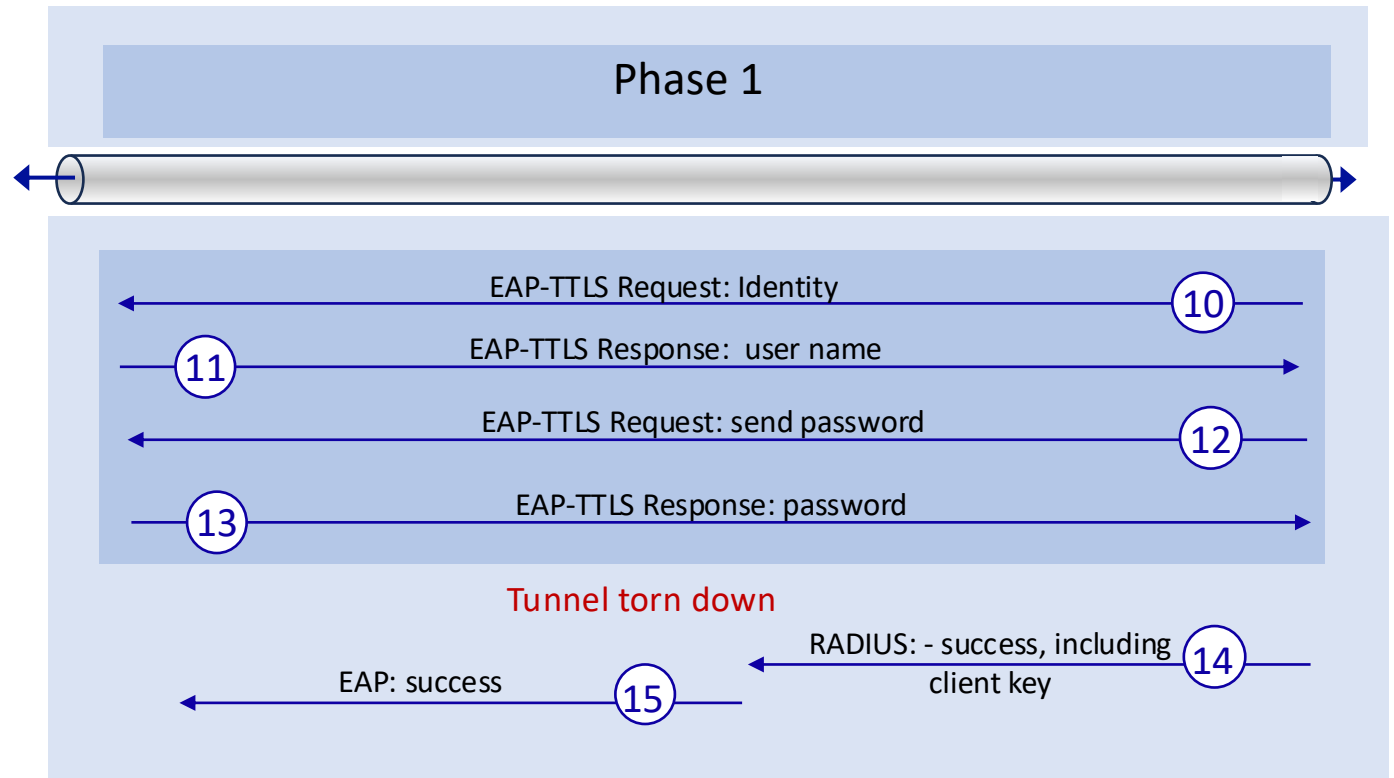 Phase 1
EAP-TTLS Request: Identity
10
EAP-TTLS Response:  user name
11
EAP-TTLS Request: send password
12
EAP-TTLS Response: password
13
Tunnel torn down
RADIUS: - success, including
client key
14
EAP: success
15